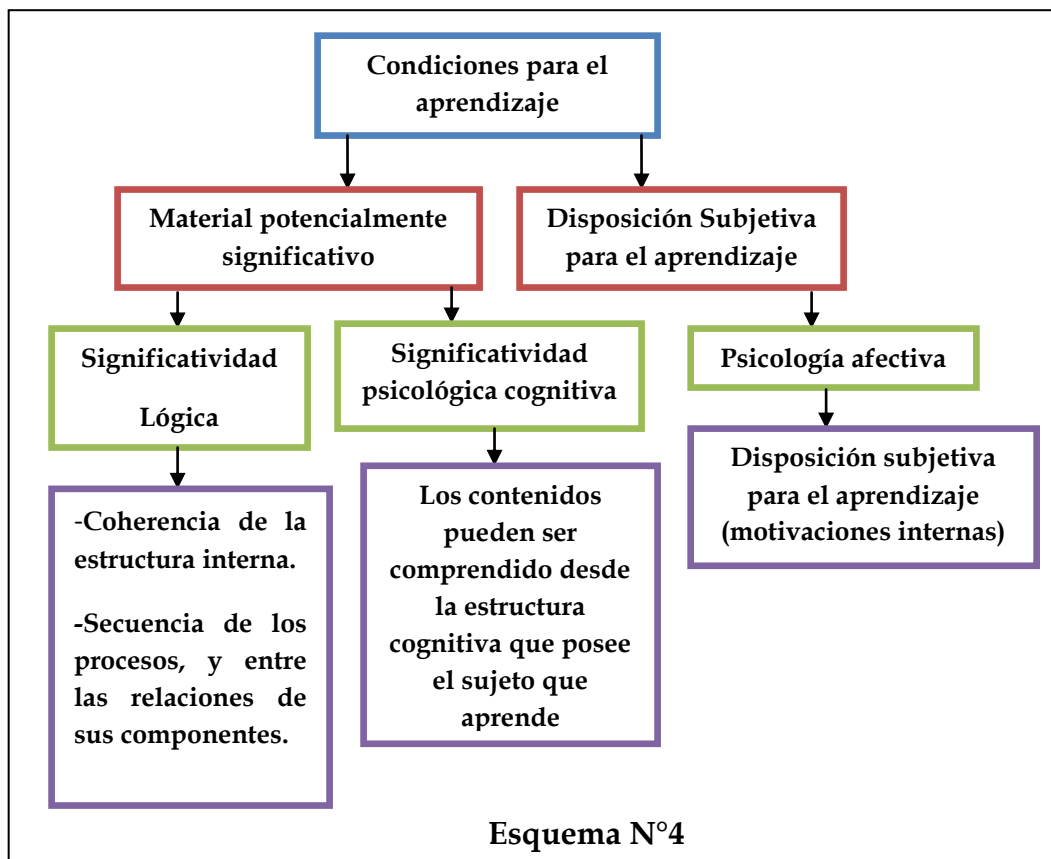 Condiciones para el
aprendizaje
Material potencialmente
significativo
Disposición Subjetiva
para el aprendizaje
Significatividad
Lógica
Significatividad
psicológica cognitiva
Psicología afectiva
-Coherencia de la
estructura interna.
-Secuencia de los
procesos, y entre
las relaciones de
sus componentes.
Los contenidos
pueden ser
comprendido desde
la estructura
cognitiva que posee
el sujeto que
aprende
Disposición subjetiva
para el aprendizaje
(motivaciones internas)
Esquema N°4